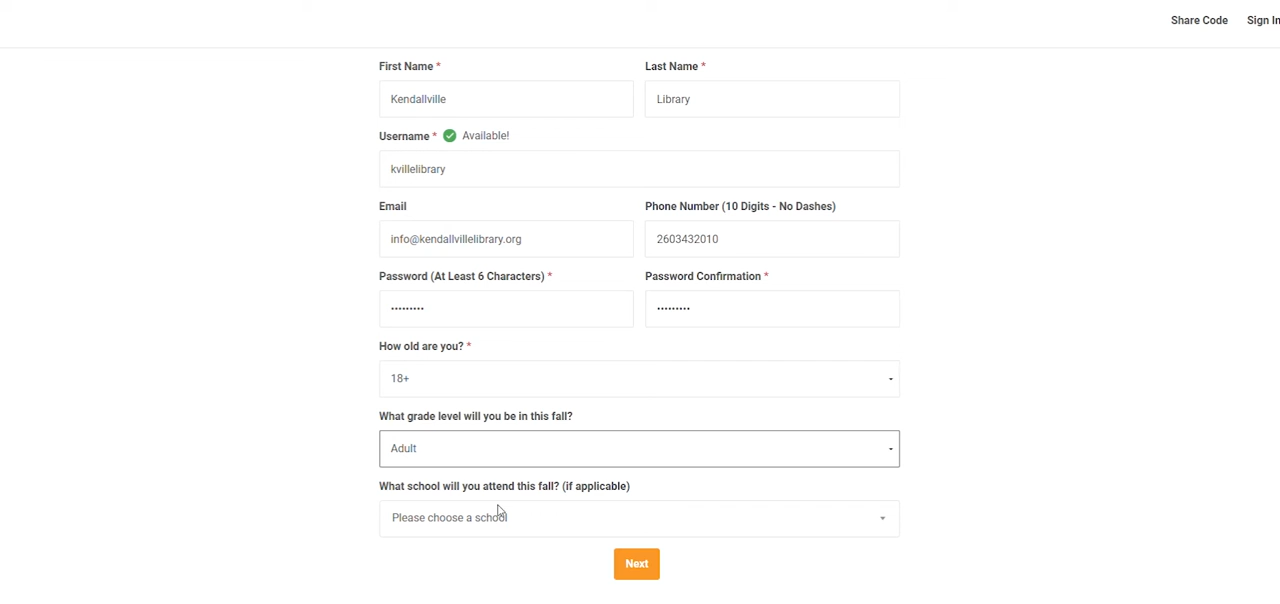 Share Code Sign In
First Name * Last Name *
Kendallville Library
Username * Available!
kvillelibrary
Email Phone Number (10 Digits - No Dashes)
info@kendallvillelibrary.org 2603432010
Password (At Least 6 Characters) * Password Confirmation *
••••••••• •••••••••
How old are you? *
18+
What grade level will you be in this fall?
Adult
What school will you attend this fall? (if applicable)
Please choose a school
Next